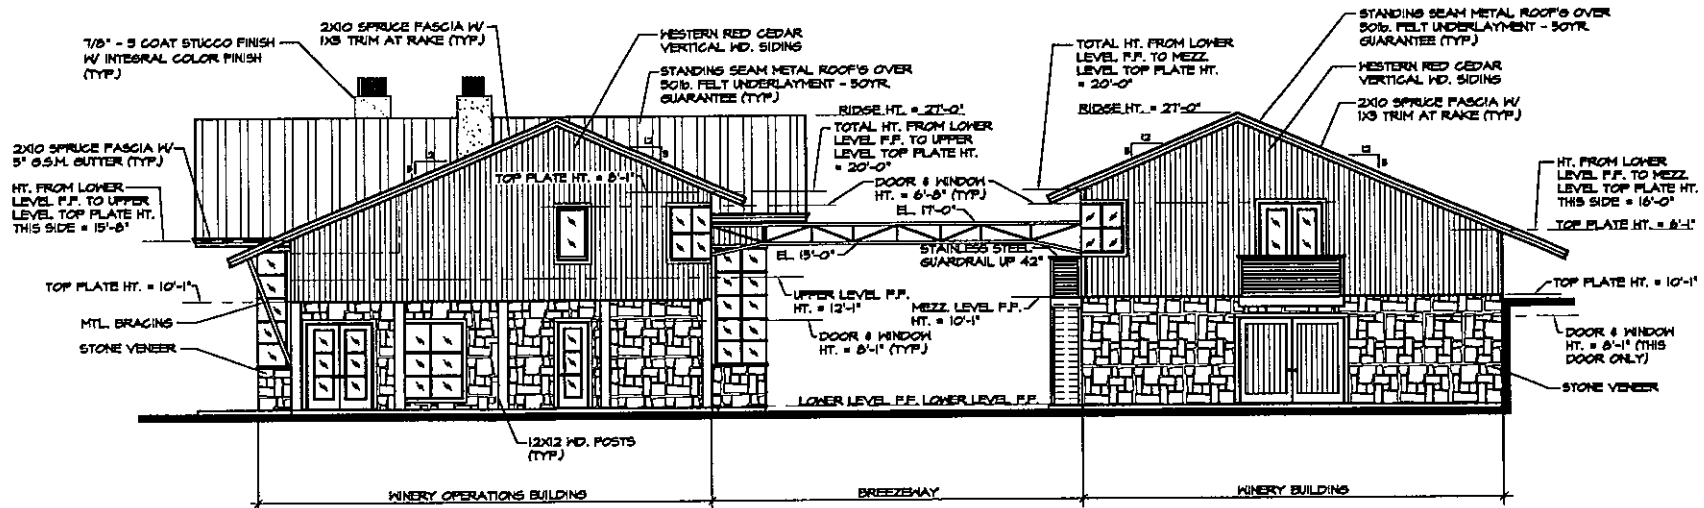 7/8" - 3 COAT STUCCO FINISH
W/ INTEGRAL COLOR FINISH
(TYP.)
2X10 SPRUCE FASCIA W/
1X3 TRIM AT RAKE (TYP.)
WESTERN RED CEDAR
VERTICAL WD. SIDING
STANDING SEAM METAL ROOF'G OVER
30lb. FELT UNDERLAYMENT - 30YR.
GUARANTEE (TYP.)
RIDGE HT. = 27'-0"
TOTAL HT. FROM LOWER
LEVEL F.F. TO UPPER
LEVEL TOP PLATE HT.
= 20'-0"
2X10 SPRUCE FASCIA W/
5" G.S.M. GUTTER (TYP.)
HT. FROM LOWER
LEVEL F.F. TO UPPER
LEVEL TOP PLATE HT.
THIS SIDE = 15'-8"
12
12
TOP PLATE HT. = 8'-1"
DOOR & WINDOW
HT. = 6'-8" (TYP.)
EL. 17'-0"
EL. 15'-0"
STAINLESS STEEL
GUARDRAIL UP 42"
TOP PLATE HT. = 10'-1"
MTL. BRACING
STONE VENEER
UPPER LEVEL F.F.
HT. = 12'-1"
DOOR & WINDOW
HT. = 8'-1" (TYP.)
MEZZ. LEVEL F.F.
HT. = 10'-1"
LOWER LEVEL F.F. LOWER LEVEL F.F.
12X12 WD. POSTS
(TYP.)
TOTAL HT. FROM LOWER
LEVEL F.F. TO MEZZ.
LEVEL TOP PLATE HT.
= 20'-0"
RIDGE HT. = 27'-0"
STANDING SEAM METAL ROOF'G OVER
30lb. FELT UNDERLAYMENT - 30YR.
GUARANTEE (TYP.)
WESTERN RED CEDAR
VERTICAL WD. SIDING
2X10 SPRUCE FASCIA W/
1X3 TRIM AT RAKE (TYP.)
12
12
HT. FROM LOWER
LEVEL F.F. TO MEZZ.
LEVEL TOP PLATE HT.
THIS SIDE = 16'-0"
TOP PLATE HT. = 6'-1"
TOP PLATE HT. = 10'-1"
DOOR & WINDOW
HT. = 8'-1" (THIS
DOOR ONLY)
STONE VENEER
WINERY OPERATIONS BUILDING
BREEZEWAY
WINERY BUILDING